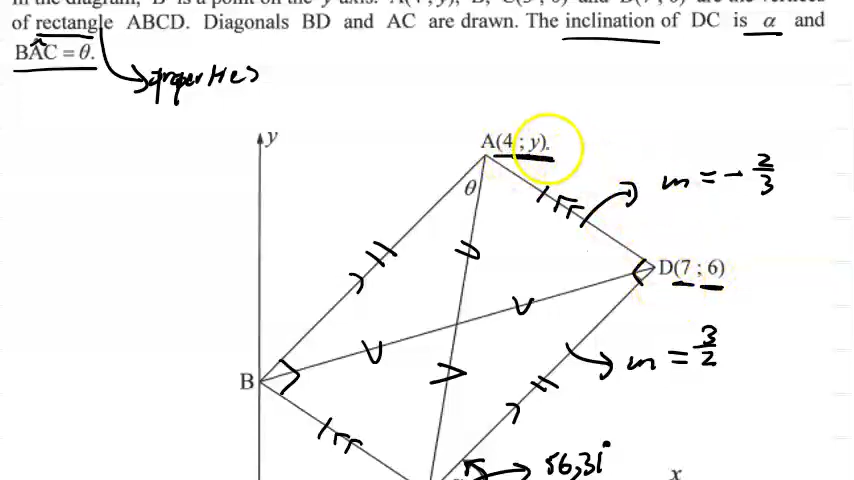 of rectangle ABCD. Diagonals BD and AC are drawn. The inclination of DC is α and
BÂC = θ.
properties
y
A(4 ; y).
θ
m = - 2/3
D(7 ; 6)
m = 3/2
B
56,31°
x